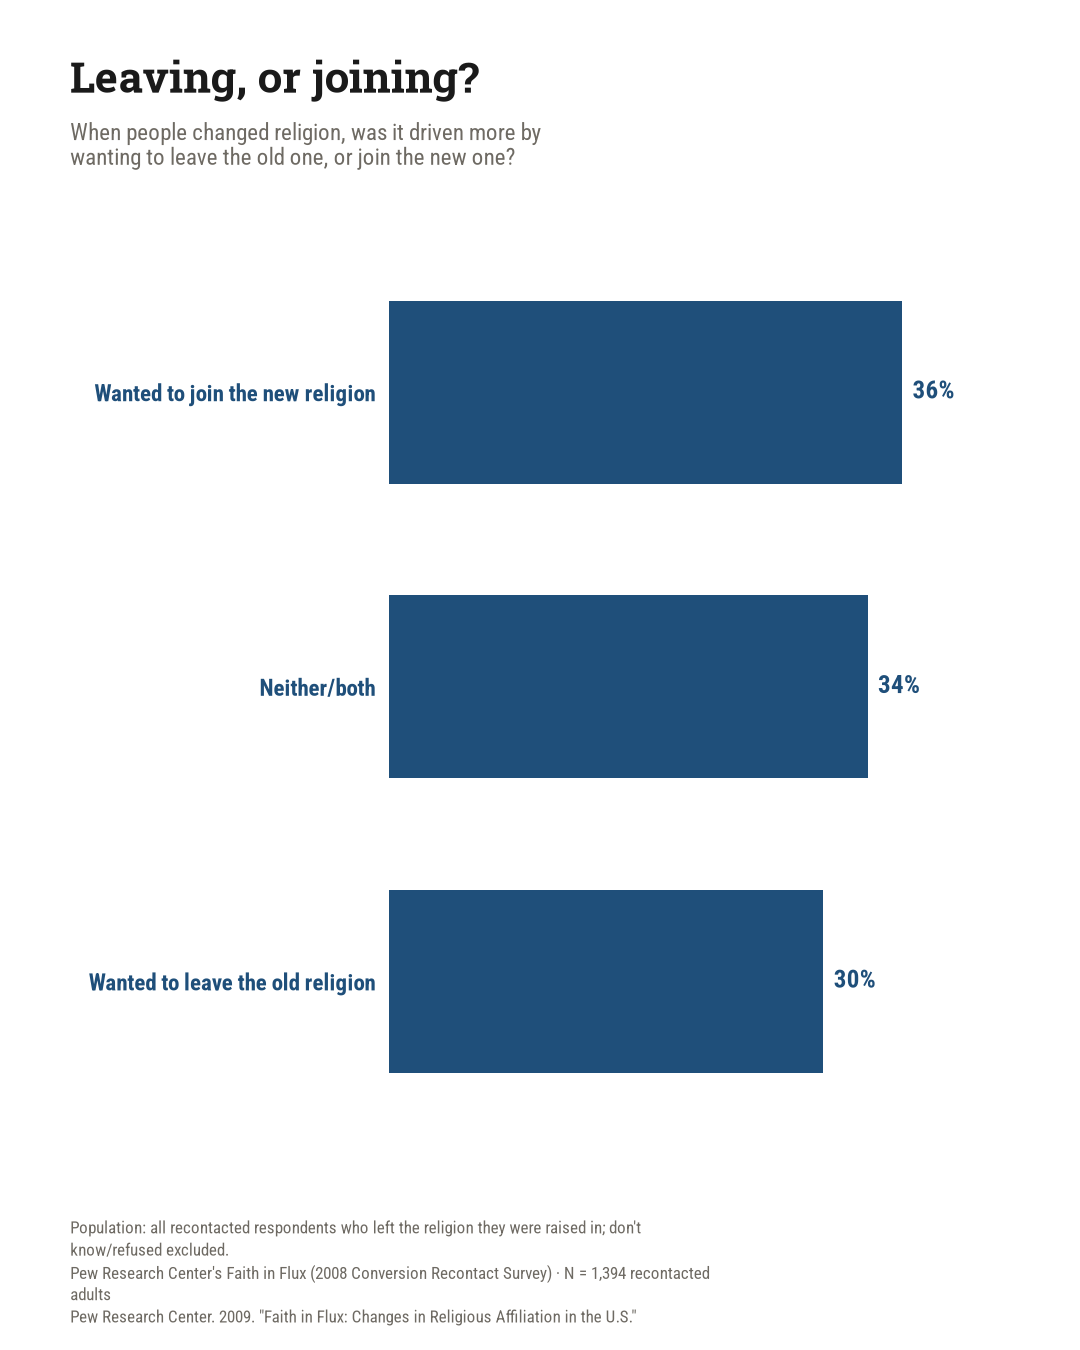 Leaving, or joining?
When people changed religion, was it driven more by
wanting to leave the old one, or join the new one?
Wanted to join the new religion
36%
Neither/both
34%
Wanted to leave the old religion
30%
Population: all recontacted respondents who left the religion they were raised in; don't
know/refused excluded.
Pew Research Center's Faith in Flux (2008 Conversion Recontact Survey) · N = 1,394 recontacted
adults
Pew Research Center. 2009. "Faith in Flux: Changes in Religious Affiliation in the U.S."